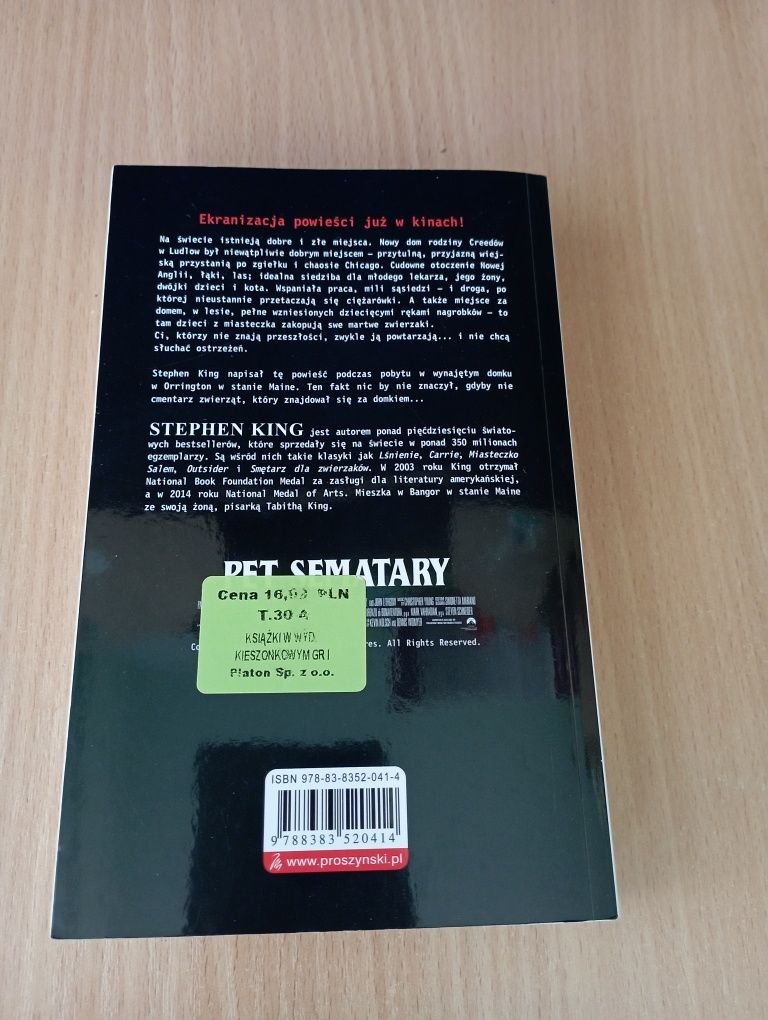 Ekranizacja powieści już w kinach!
Na świecie istnieją dobre i złe miejsca. Nowy dom rodziny Creedów
w Ludlow był niewątpliwie dobrym miejscem – przytulną, przyjazną wiej-
ską przystanią po zgiełku i chaosie Chicago. Cudowne otoczenie Nowej
Anglii, łąki, las; idealna siedziba dla młodego lekarza, jego żony,
dwójki dzieci i kota. Wspaniała praca, mili sąsiedzi – i droga, po
której nieustannie przetaczają się ciężarówki. A także miejsce za
domem, w lesie, pełne wzniesionych dziecięcymi rękami nagrobków – to
tam dzieci z miasteczka zakopują swe martwe zwierzaki.
Ci, którzy nie znają przeszłości, zwykle ją powtarzają... i nie chcą
słuchać ostrzeżeń.
Stephen King napisał tę powieść podczas pobytu w wynajętym domku
w Orrington w stanie Maine. Ten fakt nic by nie znaczył, gdyby nie
cmentarz zwierząt, który znajdował się za domkiem...
STEPHEN KING jest autorem ponad pięćdziesięciu świato-
wych bestsellerów, które sprzedały się na świecie w ponad 350 milionach
egzemplarzy. Są wśród nich takie klasyki jak Lśnienie, Carrie, Miasteczko
Salem, Outsider i Smętarz dla zwierzaków. W 2003 roku King otrzymał
National Book Foundation Medal za zasługi dla literatury amerykańskiej,
a w 2014 roku National Medal of Arts. Mieszka w Bangor w stanie Maine
ze swoją żoną, pisarką Tabithą King.
PET SEMATARY
Cena 16,99 PLN
T.30 A
KSIĄŻKI W WYD.
KIESZONKOWYM GR I
Platon Sp. z o.o.
All Rights Reserved.
ISBN 978-83-8352-041-4
9 788383 520414
www.proszynski.pl